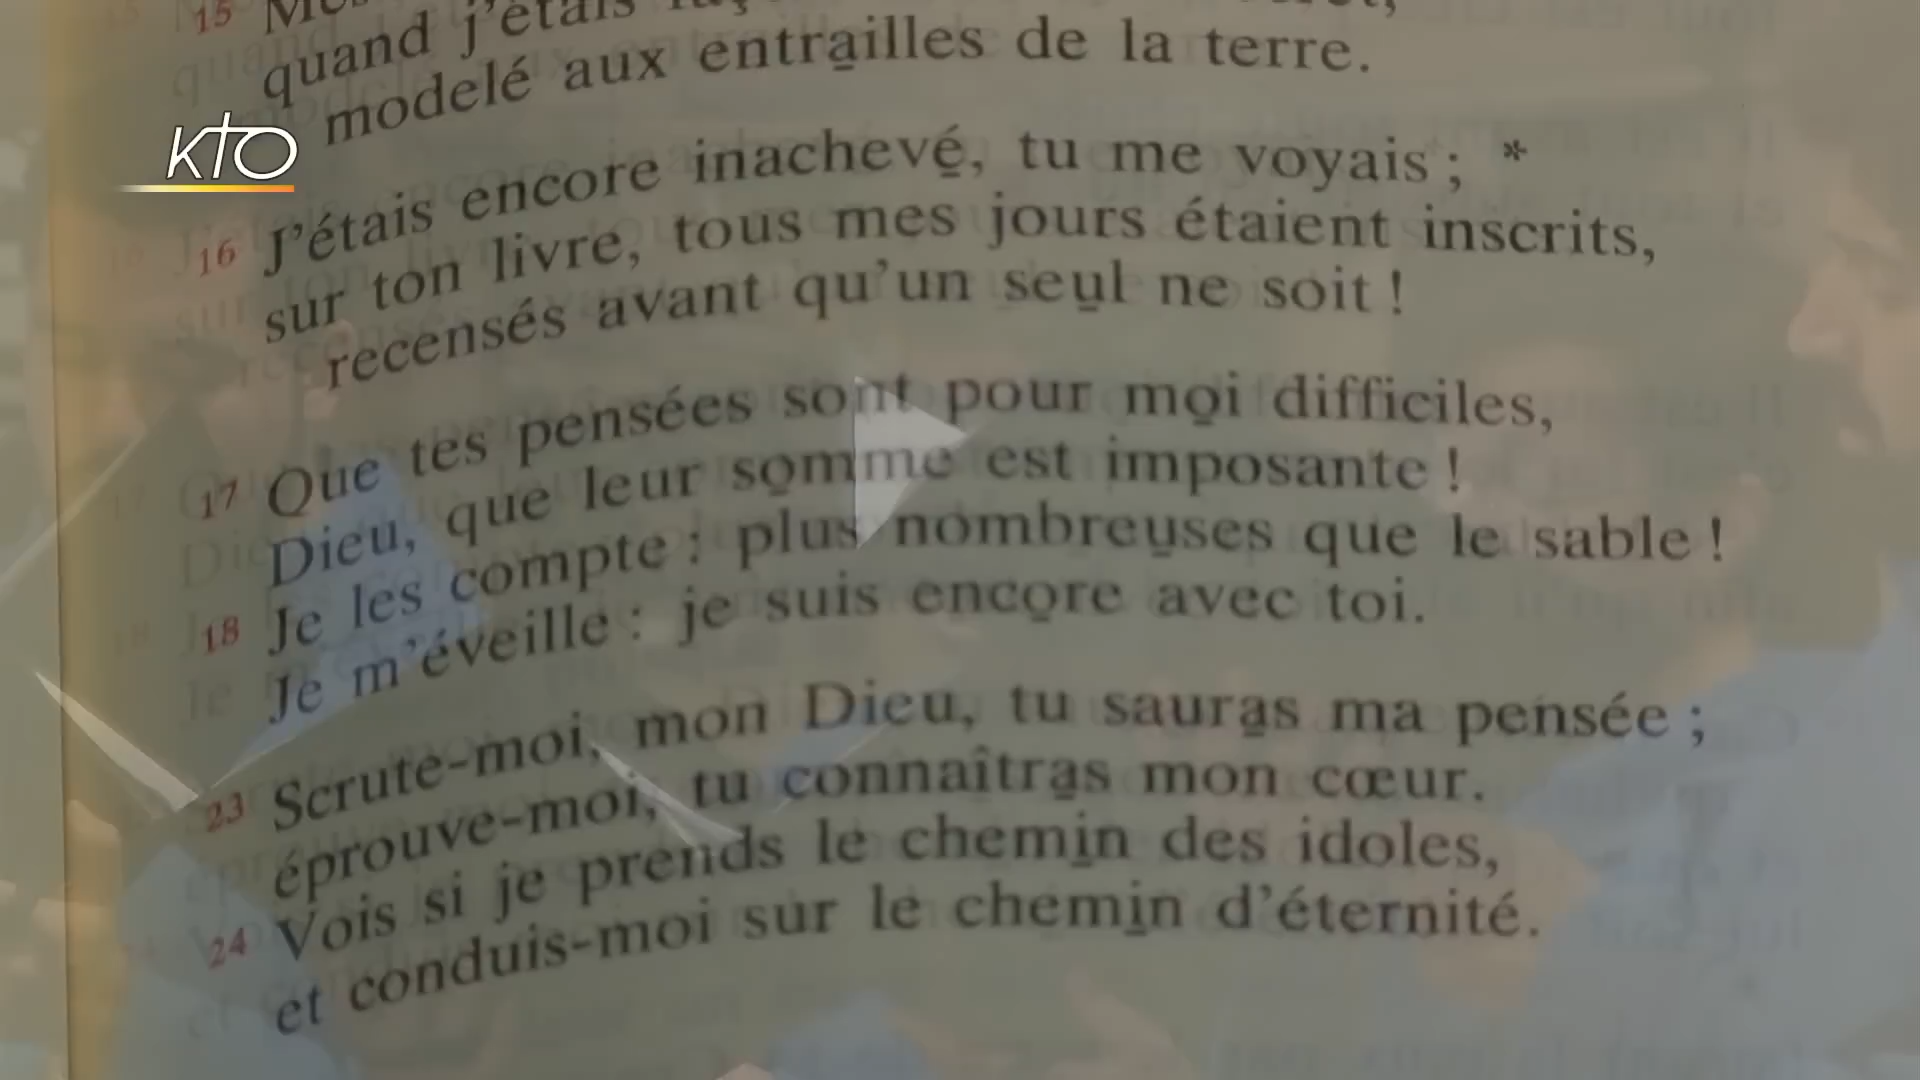 15
quand j'étais
modelé aux entrailles de la terre.
KTO
16 J'étais encore inachevé, tu me voyais ; *
sur ton livre, tous mes jours étaient inscrits,
recensés avant qu'un seul ne soit !
17 Que tes pensées sont pour moi difficiles,
Dieu, que leur somme est imposante !
18 Je les compte : plus nombreuses que le sable !
Je m'éveille : je suis encore avec toi.
23 Scrute-moi, mon Dieu, tu sauras ma pensée ;
éprouve-moi, tu connaîtras mon cœur.
24 Vois si je prends le chemin des idoles,
et conduis-moi sur le chemin d'éternité.